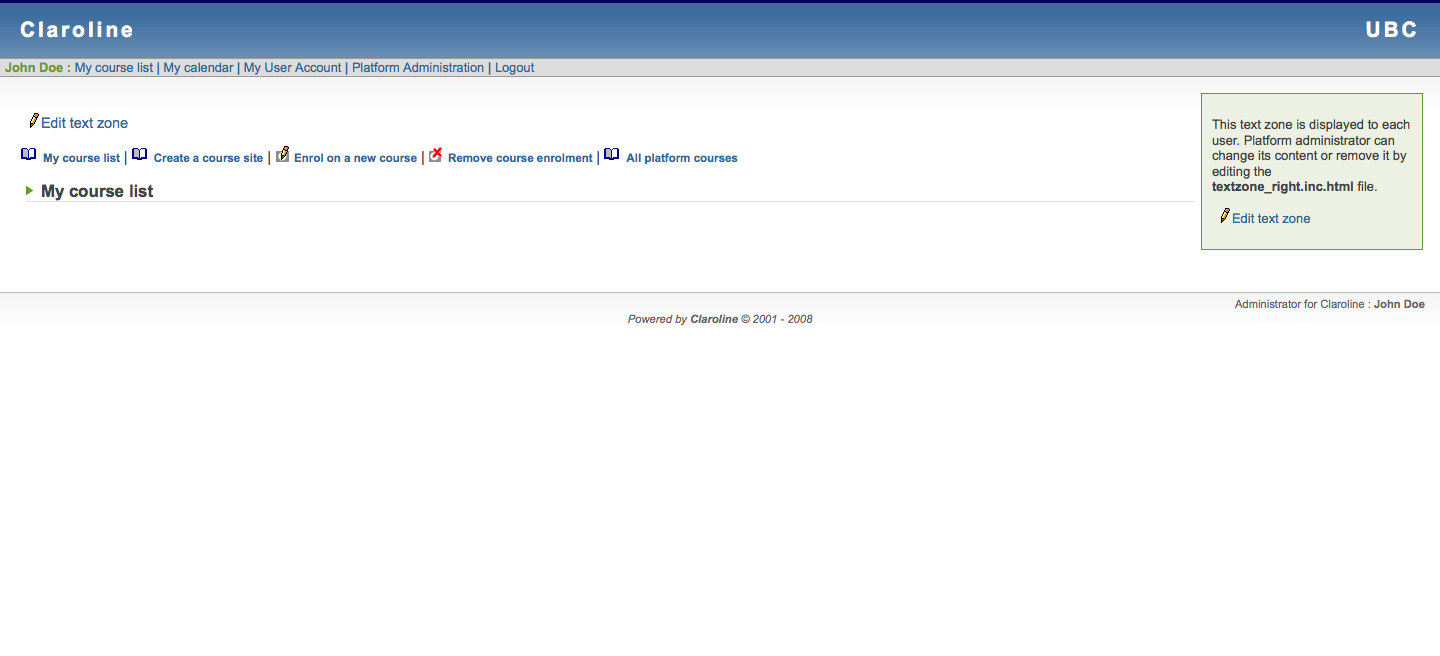 Claroline
UBC
John Doe : My course list | My calendar | My User Account | Platform Administration | Logout
Edit text zone
My course list | Create a course site | Enrol on a new course | Remove course enrolment | All platform courses
My course list
This text zone is displayed to each
user. Platform administrator can
change its content or remove it by
editing the
textzone_right.inc.html file.
Edit text zone
Administrator for Claroline : John Doe
Powered by Claroline © 2001 - 2008